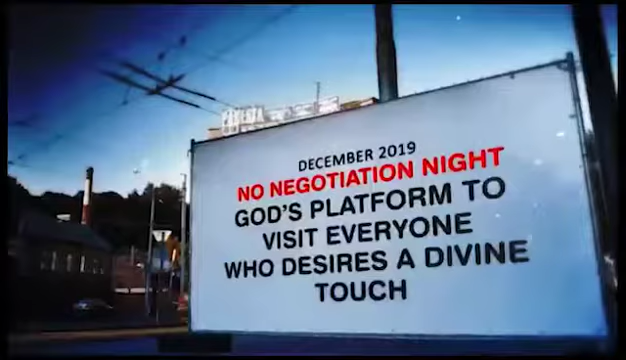 DECEMBER 2019
NO NEGOTIATION NIGHT
GOD'S PLATFORM TO
VISIT EVERYONE
WHO DESIRES A DIVINE
TOUCH